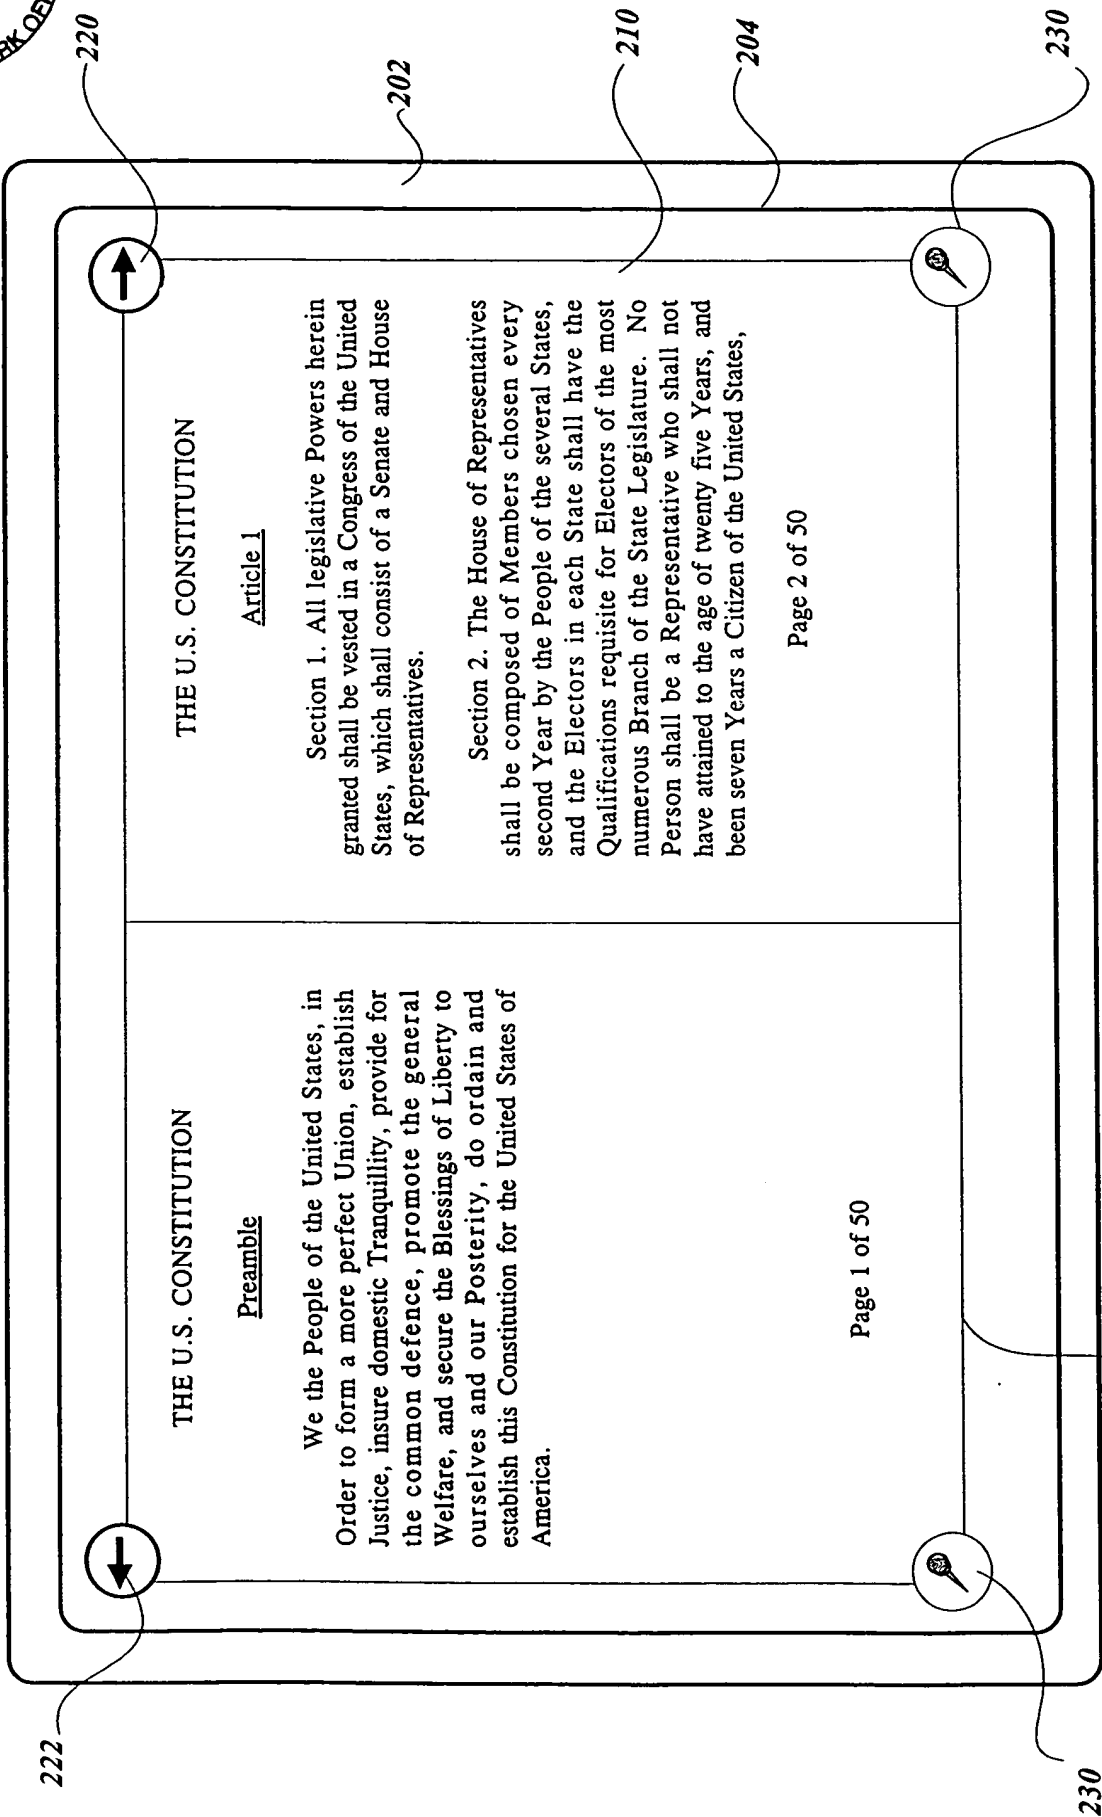 RK OF
220
202
210
204
230
THE U.S. CONSTITUTION
Preamble
We the People of the United States, in
Order to form a more perfect Union, establish
Justice, insure domestic Tranquillity, provide for
the common defence, promote the general
Welfare, and secure the Blessings of Liberty to
ourselves and our Posterity, do ordain and
establish this Constitution for the United States of
America.
Page 1 of 50
THE U.S. CONSTITUTION
Article 1
Section 1. All legislative Powers herein
granted shall be vested in a Congress of the United
States, which shall consist of a Senate and House
of Representatives.
Section 2. The House of Representatives
shall be composed of Members chosen every
second Year by the People of the several States,
and the Electors in each State shall have the
Qualifications requisite for Electors of the most
numerous Branch of the State Legislature. No
Person shall be a Representative who shall not
have attained to the age of twenty five Years, and
been seven Years a Citizen of the United States,
Page 2 of 50
222
230